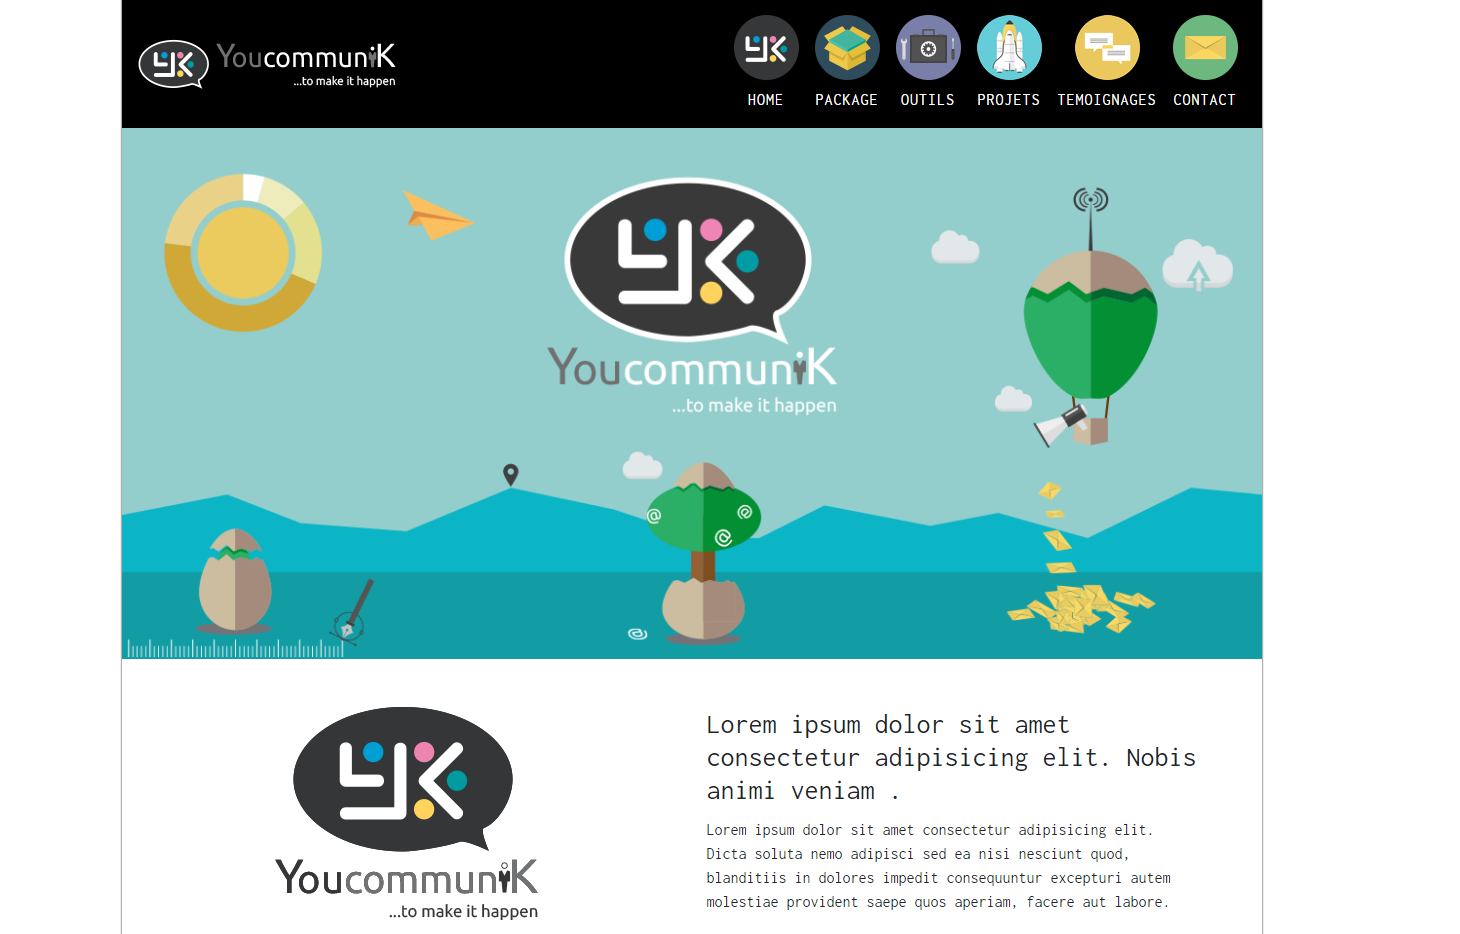 YoucommuniK
...to make it happen
HOME PACKAGE OUTILS PROJETS TEMOIGNAGES CONTACT
YoucommuniK
...to make it happen
@ @ @
@
Lorem ipsum dolor sit amet
consectetur adipisicing elit. Nobis
animi veniam .
Lorem ipsum dolor sit amet consectetur adipisicing elit.
Dicta soluta nemo adipisci sed ea nisi nesciunt quod,
blanditiis in dolores impedit consequuntur excepturi autem
molestiae provident saepe quos aperiam, facere aut labore.
YoucommuniK
...to make it happen